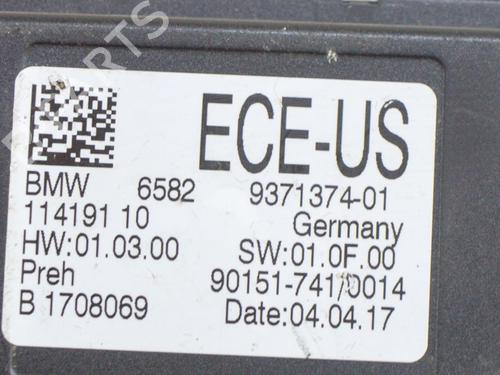 ECE-US
BMW 6582 9371374-01
114191 10 Germany
HW:01.03.00 SW:01.0F.00
Preh 90151-741/0014
B 1708069 Date:04.04.17